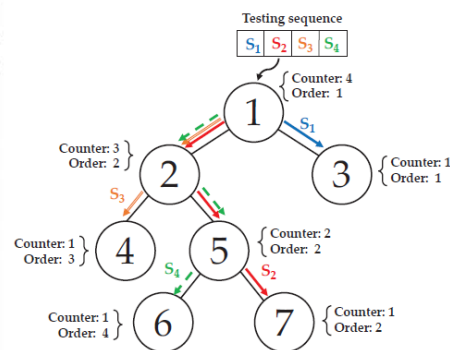 Testing sequence
S1 S2 S3 S4
1
Counter: 4
Order: 1
S1
Counter: 3
Order: 2
2
3
Counter: 1
Order: 1
S3
Counter: 1
Order: 3
4
5
Counter: 2
Order: 2
S4
S2
Counter: 1
Order: 4
6
7
Counter: 1
Order: 2